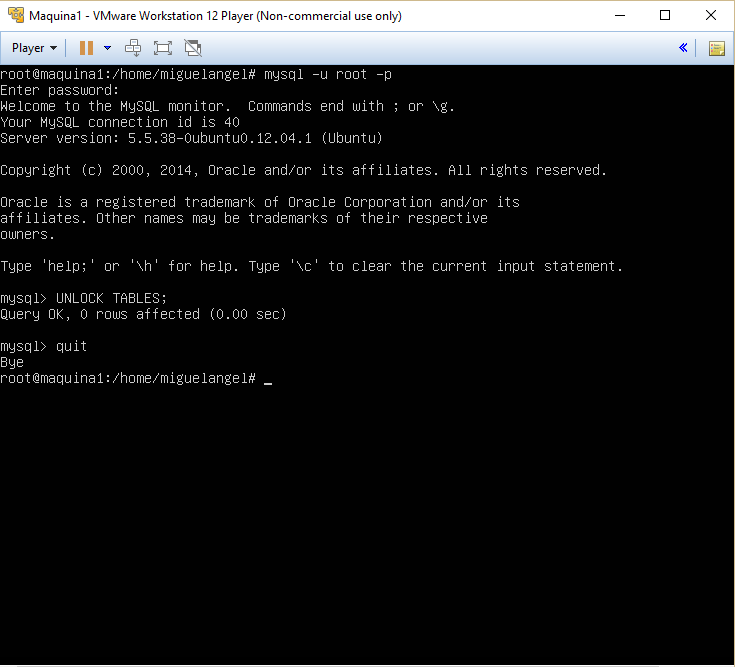 Maquina1 - VMware Workstation 12 Player (Non-commercial use only)
Player
root@maquina1:/home/miguelangel# mysql -u root -p
Enter password:
Welcome to the MySQL monitor.  Commands end with ; or \g.
Your MySQL connection id is 40
Server version: 5.5.38-0ubuntu0.12.04.1 (Ubuntu)
Copyright (c) 2000, 2014, Oracle and/or its affiliates. All rights reserved.
Oracle is a registered trademark of Oracle Corporation and/or its
affiliates. Other names may be trademarks of their respective
owners.
Type 'help;' or '\h' for help. Type '\c' to clear the current input statement.
mysql> UNLOCK TABLES;
Query OK, 0 rows affected (0.00 sec)
mysql> quit
Bye
root@maquina1:/home/miguelangel# _